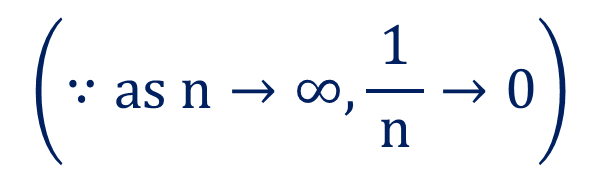 (∵ as n → ∞, 1/n → 0)